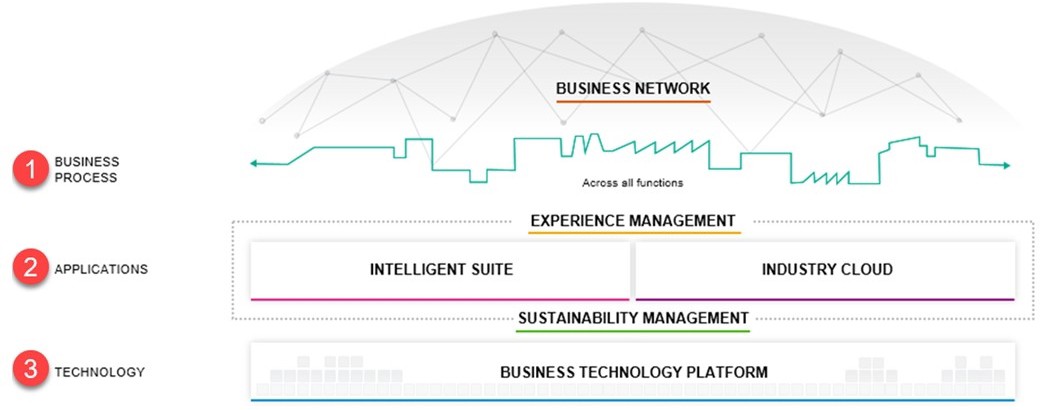 BUSINESS NETWORK
1
BUSINESS
PROCESS
Across all functions
EXPERIENCE MANAGEMENT
2
APPLICATIONS
INTELLIGENT SUITE
INDUSTRY CLOUD
SUSTAINABILITY MANAGEMENT
3
TECHNOLOGY
BUSINESS TECHNOLOGY PLATFORM